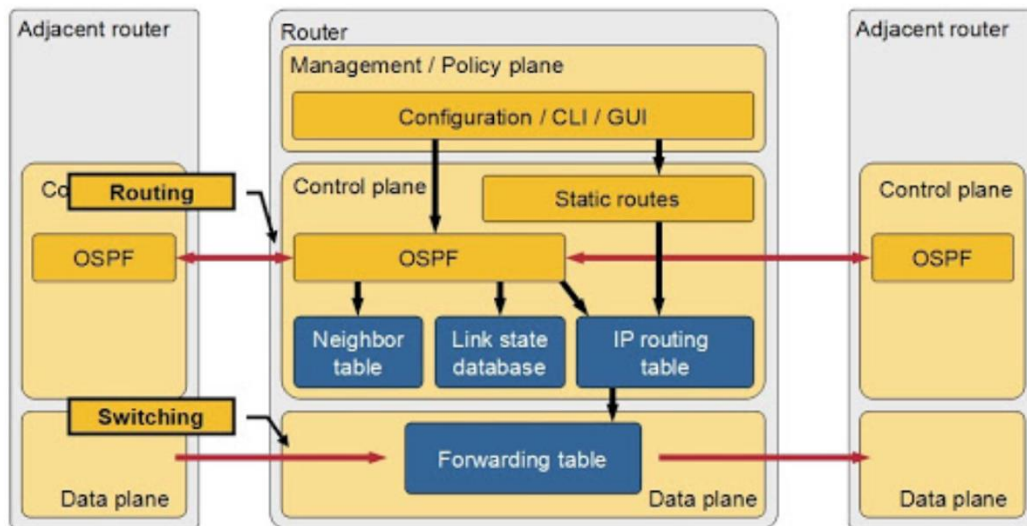 Adjacent router
Router
Adjacent router
Management / Policy plane
Configuration / CLI / GUI
Co
Routing
Control plane
Static routes
Control plane
OSPF
OSPF
OSPF
Neighbor
table
Link state
database
IP routing
table
Switching
Forwarding table
Data plane
Data plane
Data plane